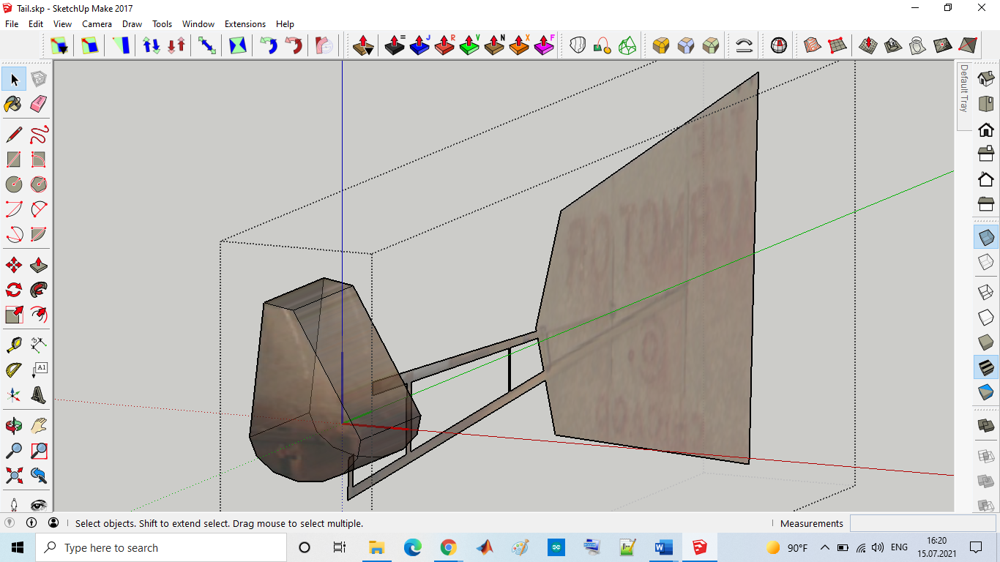 Tail.skp - SketchUp Make 2017
File Edit View Camera Draw Tools Window Extensions Help
= J R V N X F
Default Tray
A1
Select objects. Shift to extend select. Drag mouse to select multiple.
Measurements
Type here to search
90°F
ENG
16:20
15.07.2021